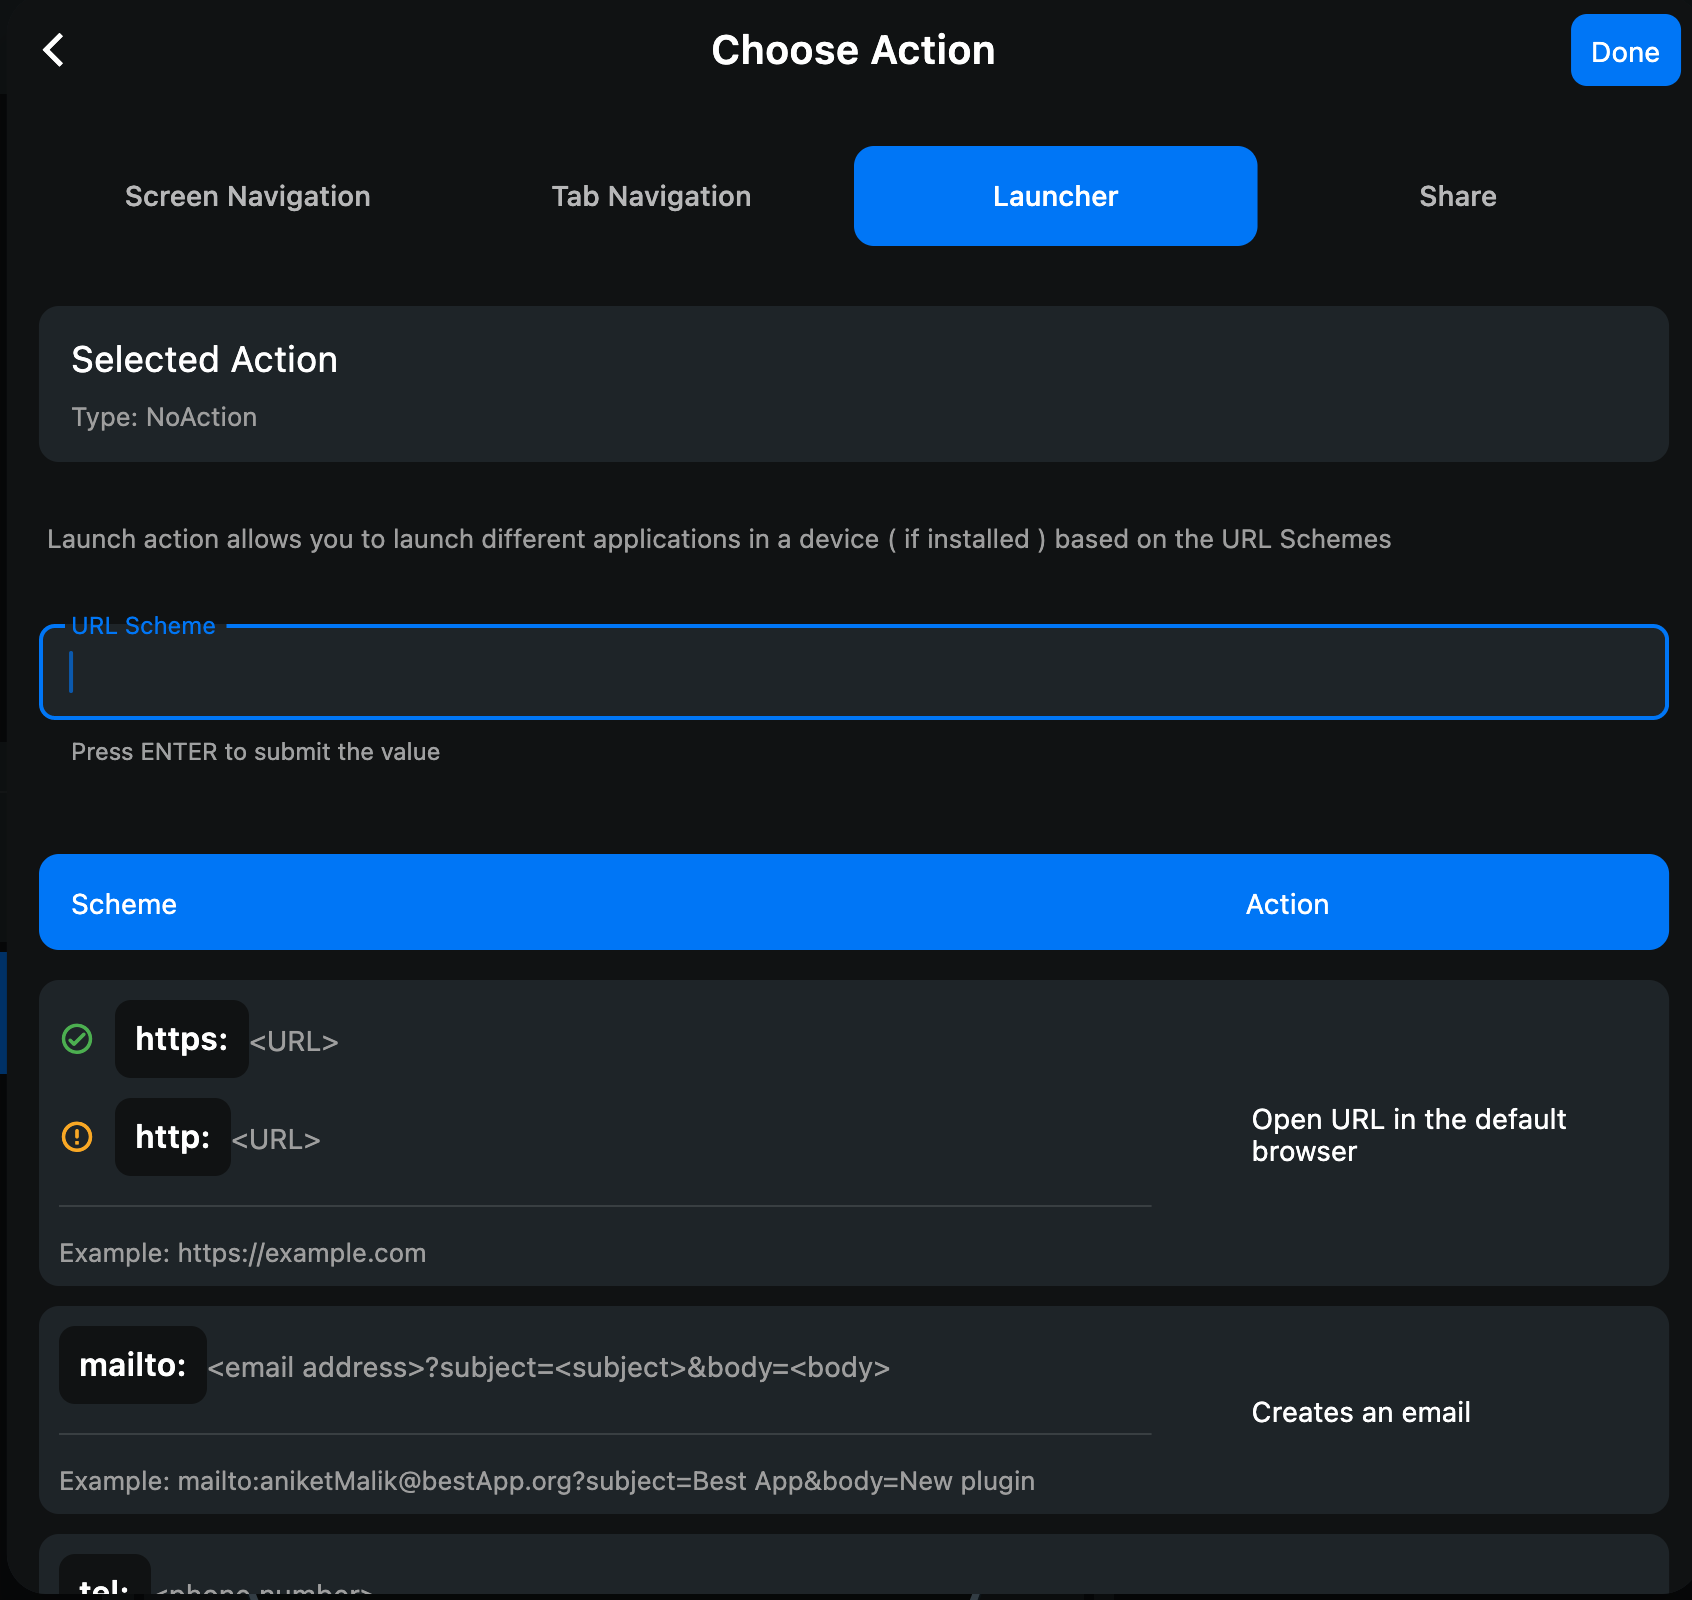 Choose Action
Done
Screen Navigation
Tab Navigation
Launcher
Share
Selected Action
Type: NoAction
Launch action allows you to launch different applications in a device ( if installed ) based on the URL Schemes
URL Scheme
Press ENTER to submit the value
Scheme
Action
https: <URL>
http: <URL>
Open URL in the default
browser
Example: https://example.com
mailto: <email address>?subject=<subject>&body=<body>
Creates an email
Example: mailto:aniketMalik@bestApp.org?subject=Best App&body=New plugin
tel: <phone number>